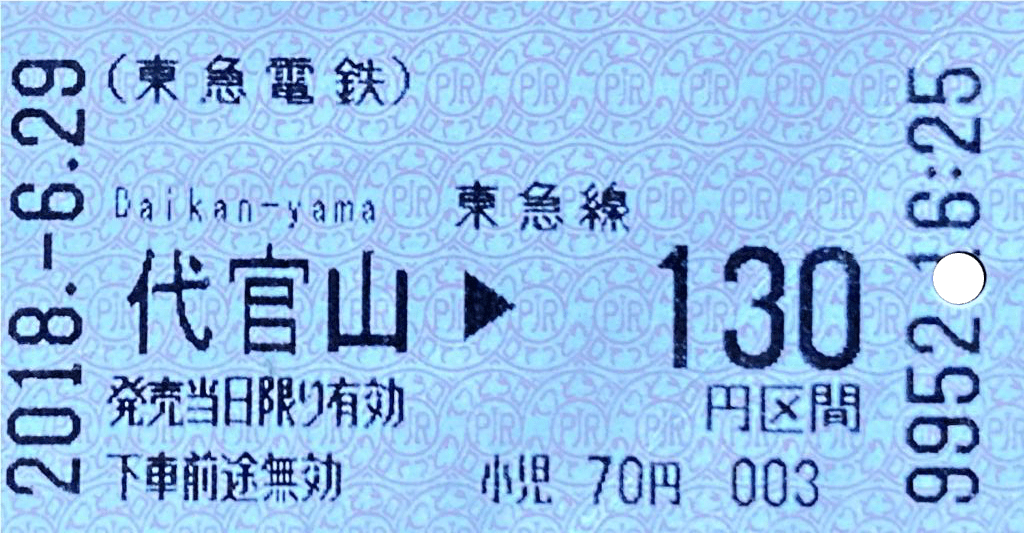 2018.-6.29
(東急電鉄)
Daikan-yama 東急線
代官山▶130
発売当日限り有効 円区間
下車前途無効 小児 70円 003
9952 16:25